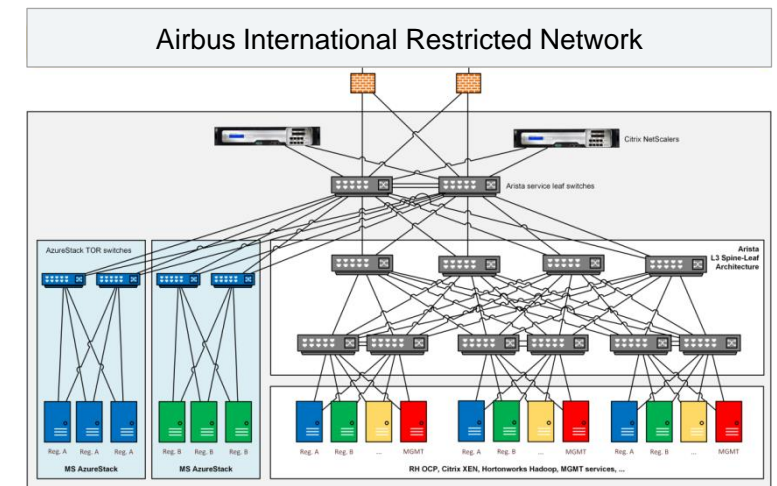 Airbus International Restricted Network
Citrix NetScalers
Arista service leaf switches
AzureStack TOR switches
Arista
L3 Spine-Leaf
Architecture
Reg. A Reg. A Reg. A
Reg. B Reg. B Reg. B
Reg. A Reg. B ... MGMT
Reg. A Reg. B ... MGMT
Reg. A Reg. B ... MGMT
MS AzureStack
MS AzureStack
RH OCP, Citrix XEN, Hortonworks Hadoop, MGMT services, ...